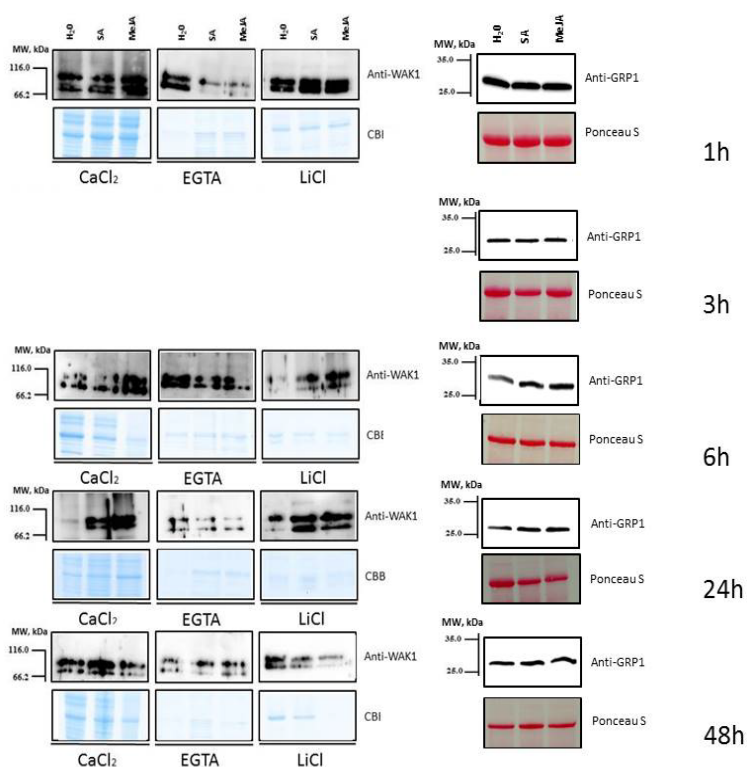 H₂0 SA MeJA H₂0 SA MeJA H₂0 SA MeJA
MW, kDa
116.0
66.2
Anti-WAK1
CBI
CaCl₂ EGTA LiCl
H₂0 SA MeJA
MW, kDa
35.0
25.0
Anti-GRP1
Ponceau S
1h
MW, kDa
35.0
25.0
Anti-GRP1
Ponceau S
3h
MW, kDa
116.0
66.2
Anti-WAK1
CBE
CaCl₂ EGTA LiCl
MW, kDa
35.0
25.0
Anti-GRP1
Ponceau S
6h
MW, kDa
116.0
66.2
Anti-WAK1
CBB
CaCl₂ EGTA LiCl
MW, kDa
35.0
25.0
Anti-GRP1
Ponceau S
24h
MW, kDa
116.0
66.2
Anti-WAK1
CBI
CaCl₂ EGTA LiCl
MW, kDa
35.0
25.0
Anti-GRP1
Ponceau S
48h